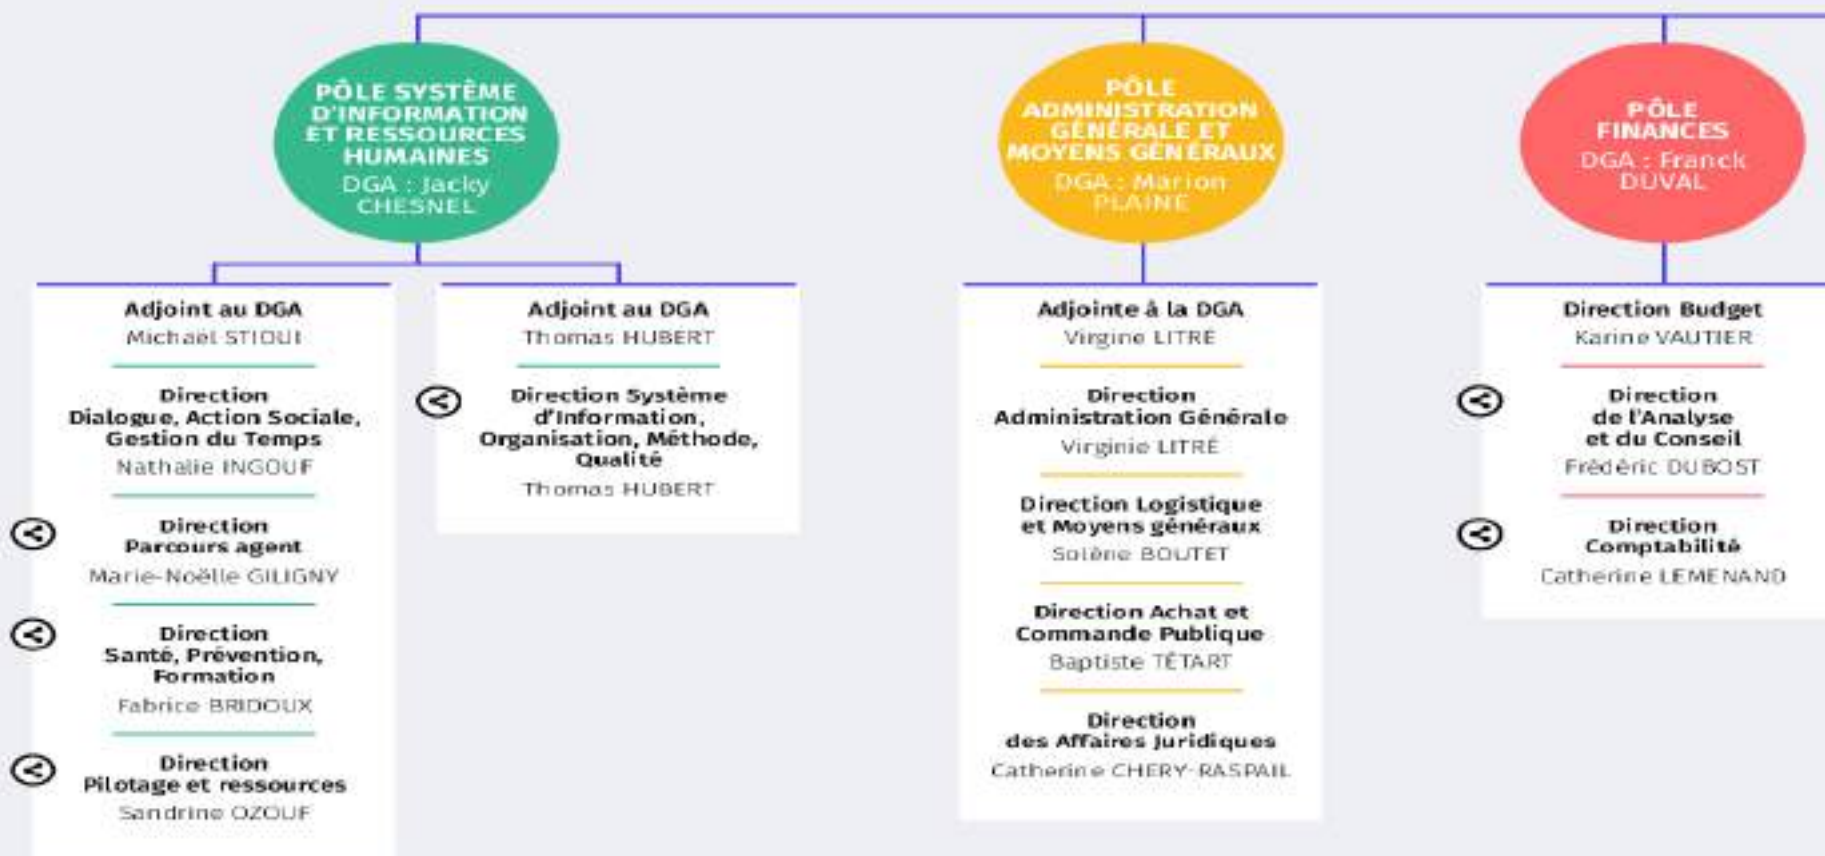 PÔLE SYSTÈME
D'INFORMATION
ET RESSOURCES
HUMAINES
DGA : Jacky
CHESNEL
Adjoint au DGA
Michaël STIOUI
Direction
Dialogue, Action Sociale,
Gestion du Temps
Nathalie INGOUF
Direction
Parcours agent
Marie-Noëlle GILIGNY
Direction
Santé, Prévention,
Formation
Fabrice BRIDOUX
Direction
Pilotage et ressources
Sandrine OZOUF
Adjoint au DGA
Thomas HUBERT
Direction Système
d'Information,
Organisation, Méthode,
Qualité
Thomas HUBERT
PÔLE
ADMINISTRATION
GÉNÉRALE ET
MOYENS GÉNÉRAUX
DGA : Marion
PLAINE
Adjointe à la DGA
Virgine LITRÉ
Direction
Administration Générale
Virginie LITRÉ
Direction Logistique
et Moyens généraux
Solène BOUTET
Direction Achat et
Commande Publique
Baptiste TÊTART
Direction
des Affaires Juridiques
Catherine CHERY-RASPAIL
PÔLE
FINANCES
DGA : Franck
DUVAL
Direction Budget
Karine VAUTIER
Direction
de l'Analyse
et du Conseil
Frédéric DUBOST
Direction
Comptabilité
Catherine LEMENAND